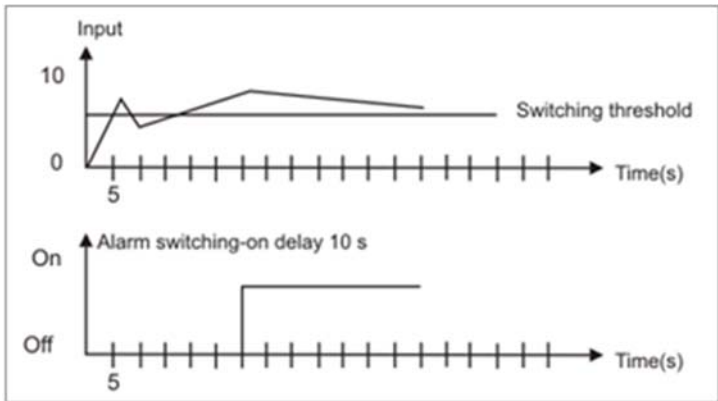 Input
10
Switching threshold
0
Time(s)
5
Alarm switching-on delay 10 s
On
Off
Time(s)
5